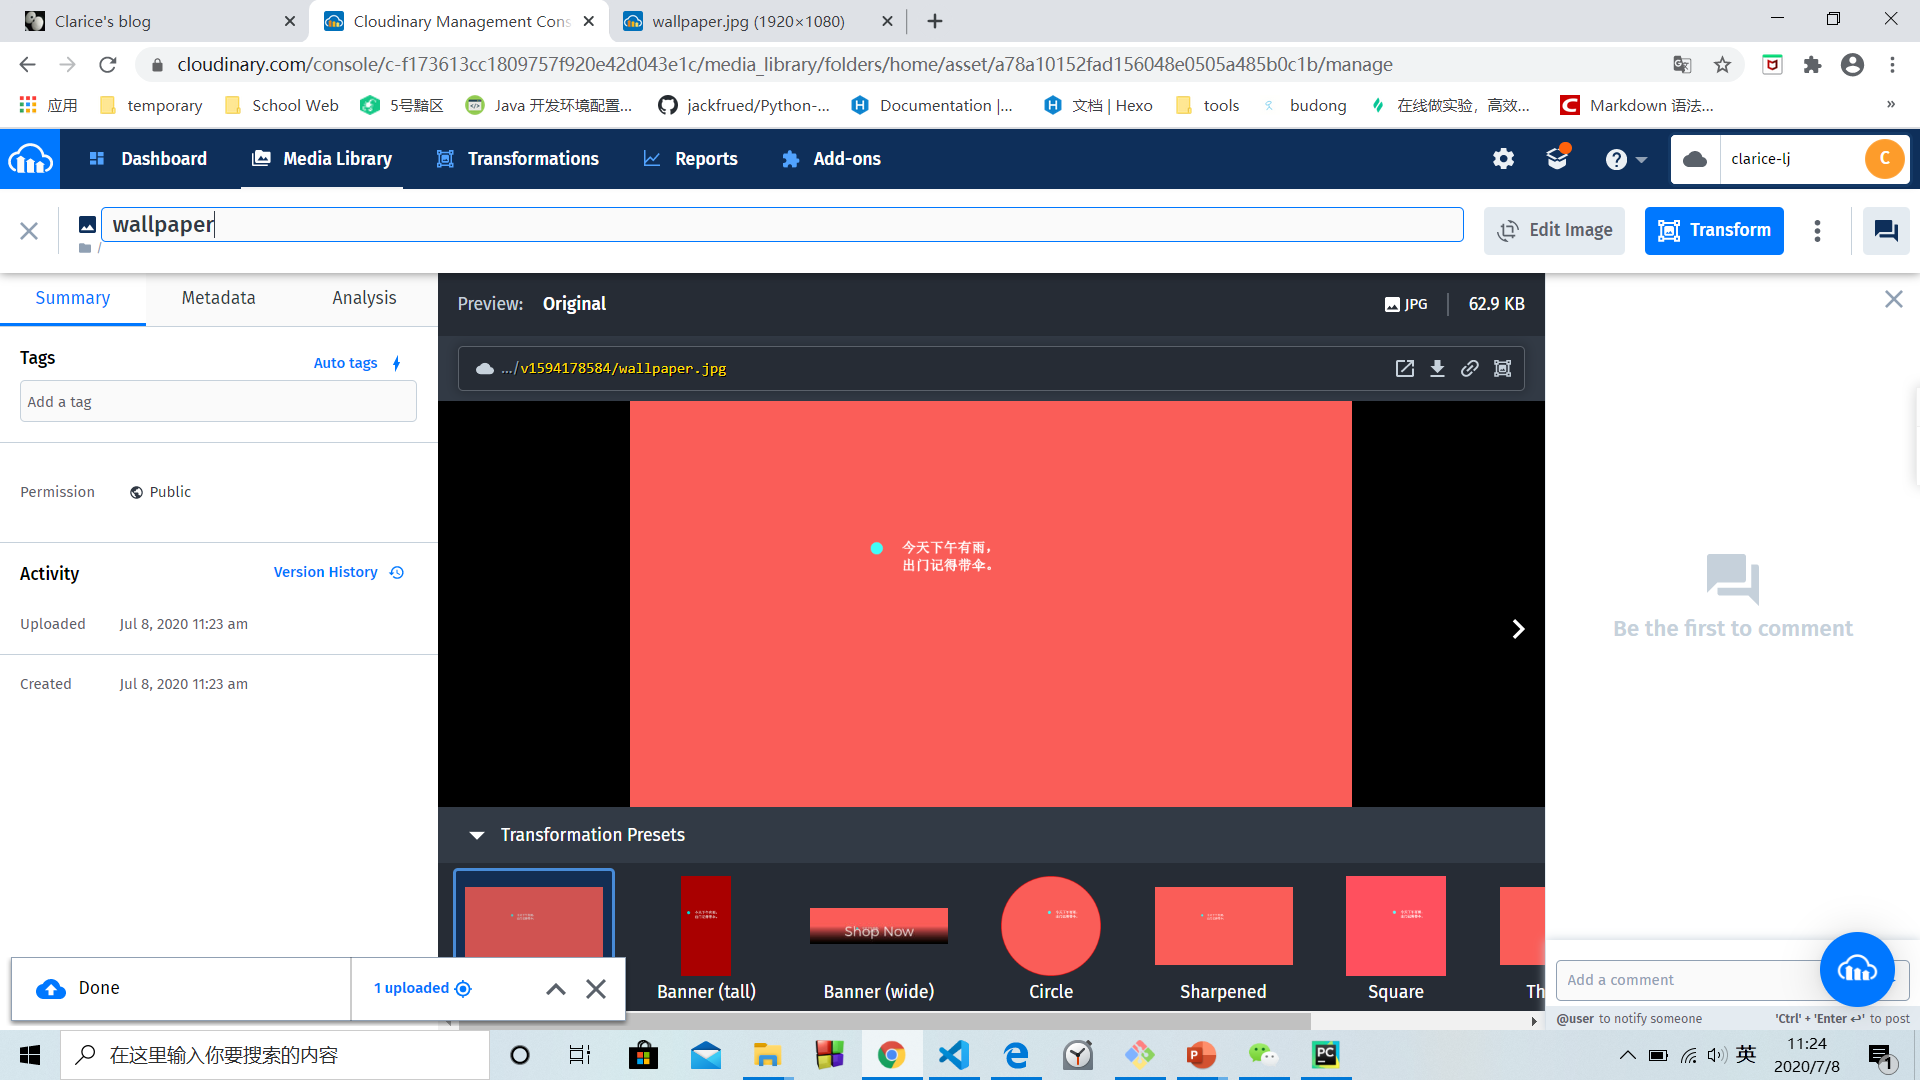 Clarice's blog
Cloudinary Management Cons
wallpaper.jpg (1920×1080)
cloudinary.com/console/c-f173613cc1809757f920e42d043e1c/media_library/folders/home/asset/a78a10152fad156048e0505a485b0c1b/manage
应用
temporary
School Web
5号黯区
Java 开发环境配置...
jackfrued/Python-...
Documentation |...
文档 | Hexo
tools
budong
在线做实验，高效...
Markdown 语法...
»
Dashboard
Media Library
Transformations
Reports
Add-ons
clarice-lj
C
wallpaper
/
Edit Image
Transform
Summary
Metadata
Analysis
Preview:
Original
JPG
62.9 KB
Tags
Auto tags
Add a tag
.../v1594178584/wallpaper.jpg
Permission
Public
今天下午有雨，
出门记得带伞。
Activity
Version History
Uploaded
Jul 8, 2020 11:23 am
Created
Jul 8, 2020 11:23 am
Be the first to comment
Transformation Presets
Shop Now
Banner (tall)
Banner (wide)
Circle
Sharpened
Square
Th
Done
1 uploaded
Add a comment
@user to notify someone
'Ctrl' + 'Enter ↩' to post
在这里输入你要搜索的内容
英
11:24
2020/7/8
1